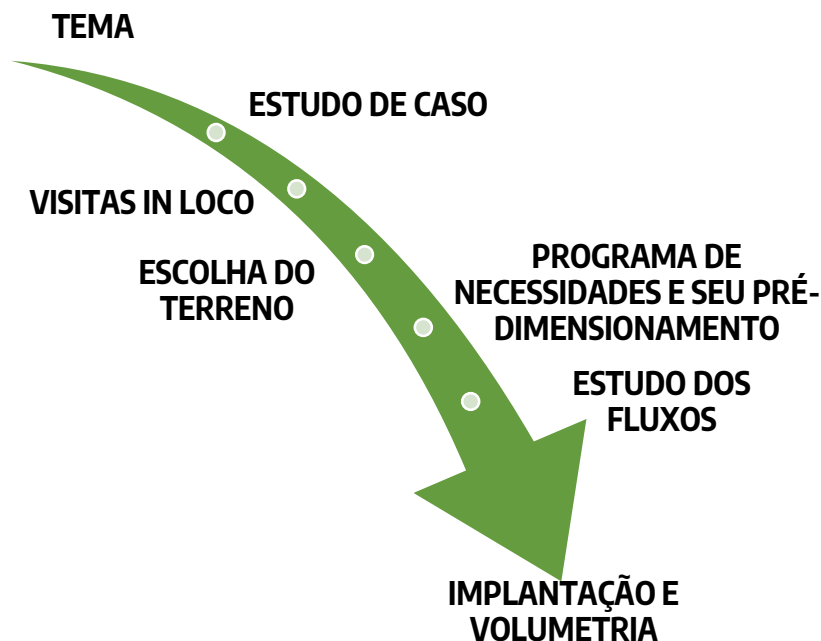 TEMA
ESTUDO DE CASO
VISITAS IN LOCO
ESCOLHA DO
TERRENO
PROGRAMA DE
NECESSIDADES E SEU PRÉ-
DIMENSIONAMENTO
ESTUDO DOS
FLUXOS
IMPLANTAÇÃO E
VOLUMETRIA